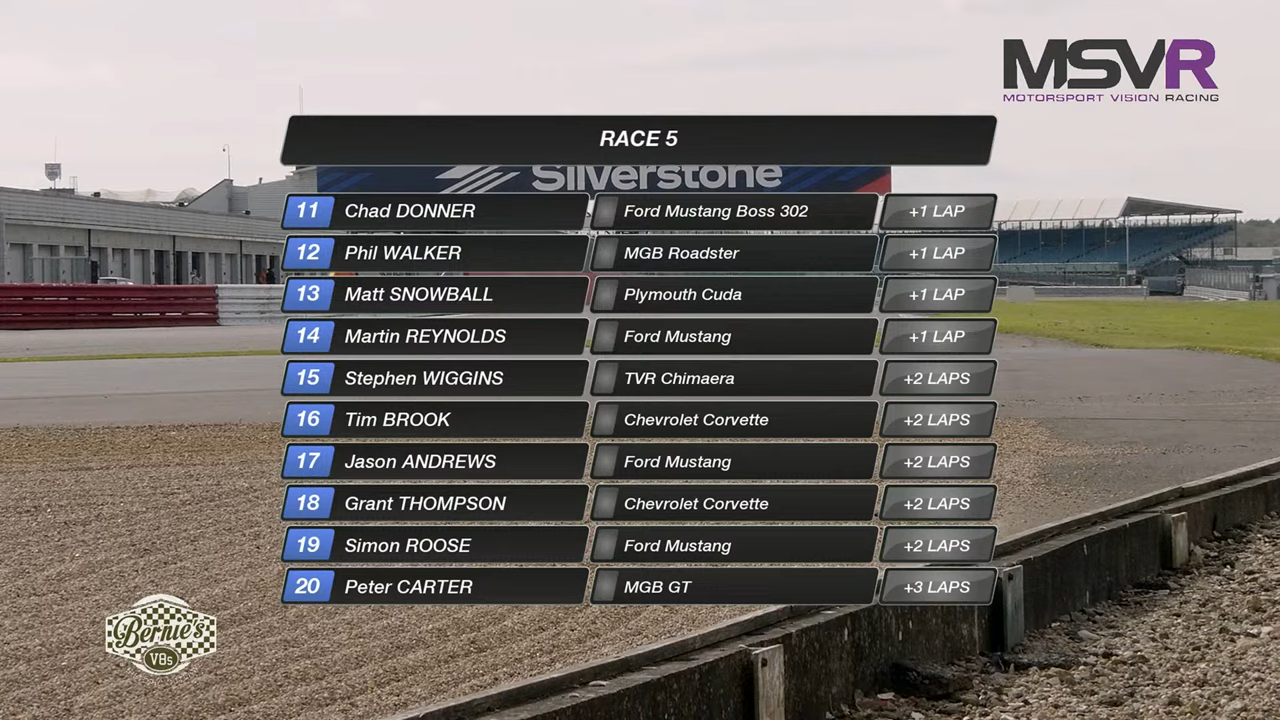 MSVR
MOTORSPORT VISION RACING
RACE 5
Silverstone
11 Chad DONNER Ford Mustang Boss 302 +1 LAP
12 Phil WALKER MGB Roadster +1 LAP
13 Matt SNOWBALL Plymouth Cuda +1 LAP
14 Martin REYNOLDS Ford Mustang +1 LAP
15 Stephen WIGGINS TVR Chimaera +2 LAPS
16 Tim BROOK Chevrolet Corvette +2 LAPS
17 Jason ANDREWS Ford Mustang +2 LAPS
18 Grant THOMPSON Chevrolet Corvette +2 LAPS
19 Simon ROOSE Ford Mustang +2 LAPS
20 Peter CARTER MGB GT +3 LAPS
Bernie's
V8s